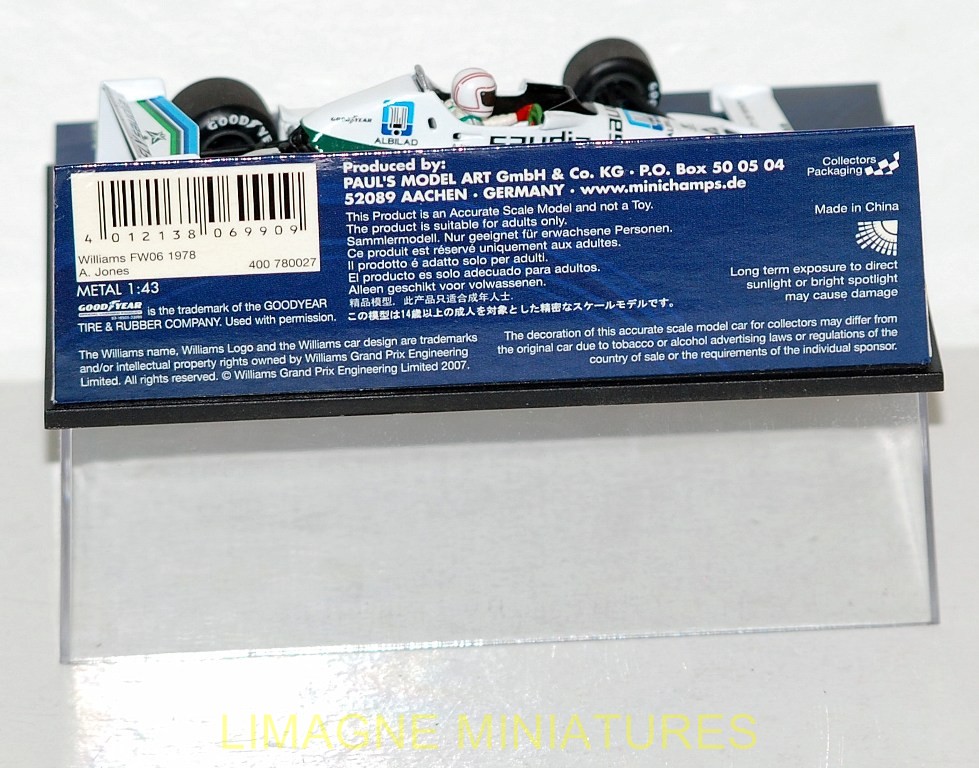 GOODYEAR
ALBILAD
saudia
4 012138 069909
Williams FW06 1978
A. Jones 400 780027
METAL 1:43
GOODYEAR is the trademark of the GOODYEAR
TIRE & RUBBER COMPANY. Used with permission.
The Williams name, Williams Logo and the Williams car design are trademarks
and/or intellectual property rights owned by Williams Grand Prix Engineering
Limited. All rights reserved. © Williams Grand Prix Engineering Limited 2007.
Produced by:
PAUL'S MODEL ART GmbH & Co. KG · P.O. Box 50 05 04
52089 AACHEN · GERMANY · www.minichamps.de
This Product is an Accurate Scale Model and not a Toy.
The product is suitable for adults only.
Sammlermodell. Nur geeignet für erwachsene Personen.
Ce produit est réservé uniquement aux adultes.
Il prodotto é adatto solo per adulti.
El producto es solo adecuado para adultos.
Alleen geschikt voor volwassenen.
精品模型. 此产品只适合成年人士.
この模型は14歳以上の成人を対象とした精密なスケールモデルです。
Collectors
Packaging
Made in China
Long term exposure to direct
sunlight or bright spotlight
may cause damage
The decoration of this accurate scale model car for collectors may differ from
the original car due to tobacco or alcohol advertising laws or regulations of the
country of sale or the requirements of the individual sponsor.
LIMAGNE MINIATURES